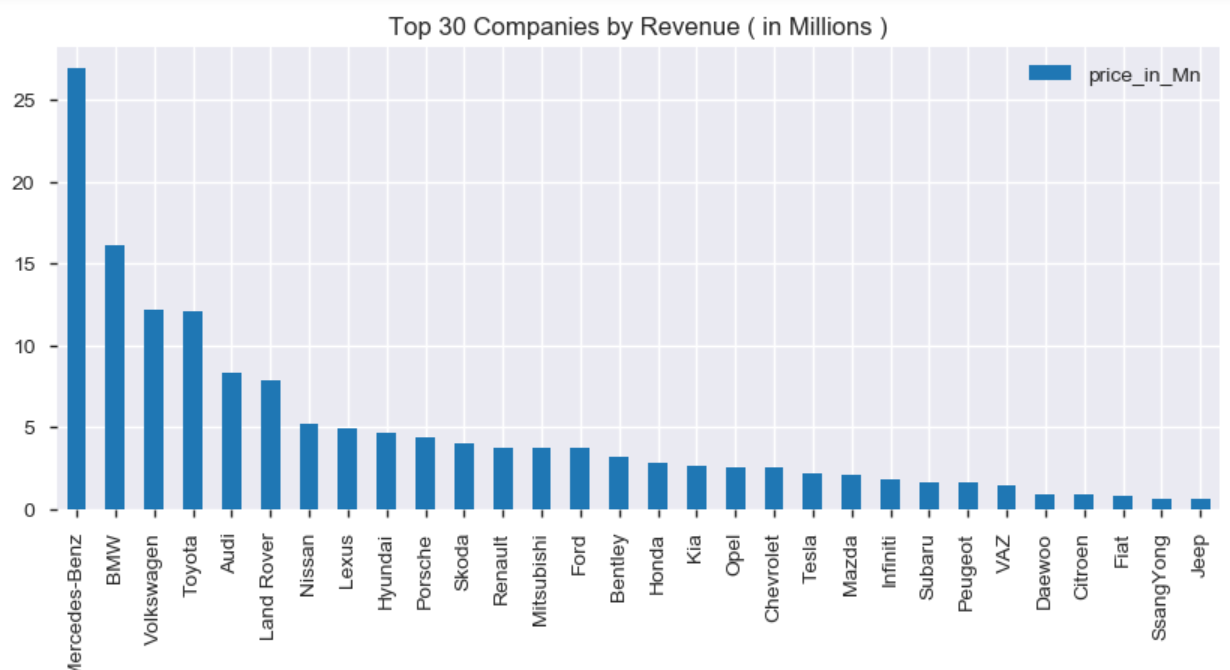 Top 30 Companies by Revenue ( in Millions )
price_in_Mn
25
20
15
10
5
0
Mercedes-Benz
BMW
Volkswagen
Toyota
Audi
Land Rover
Nissan
Lexus
Hyundai
Porsche
Skoda
Renault
Mitsubishi
Ford
Bentley
Honda
Kia
Opel
Chevrolet
Tesla
Mazda
Infiniti
Subaru
Peugeot
VAZ
Daewoo
Citroen
Fiat
SsangYong
Jeep